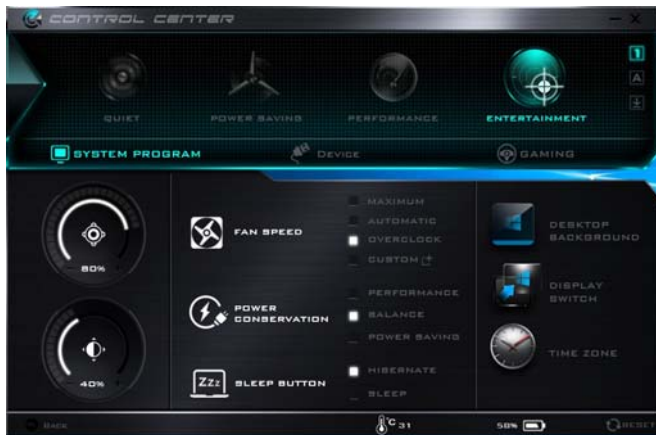 CONTROL CENTER
1
A
QUIET
POWER SAVING
PERFORMANCE
ENTERTAINMENT
SYSTEM PROGRAM
DEVICE
GAMING
80%
40%
FAN SPEED
MAXIMUM
AUTOMATIC
OVERCLOCK
CUSTOM
POWER
CONSERVATION
PERFORMANCE
BALANCE
POWER SAVING
Zzz
SLEEP BUTTON
HIBERNATE
SLEEP
DESKTOP
BACKGROUND
DISPLAY
SWITCH
TIME ZONE
BACK
°C 31
58%
RESET